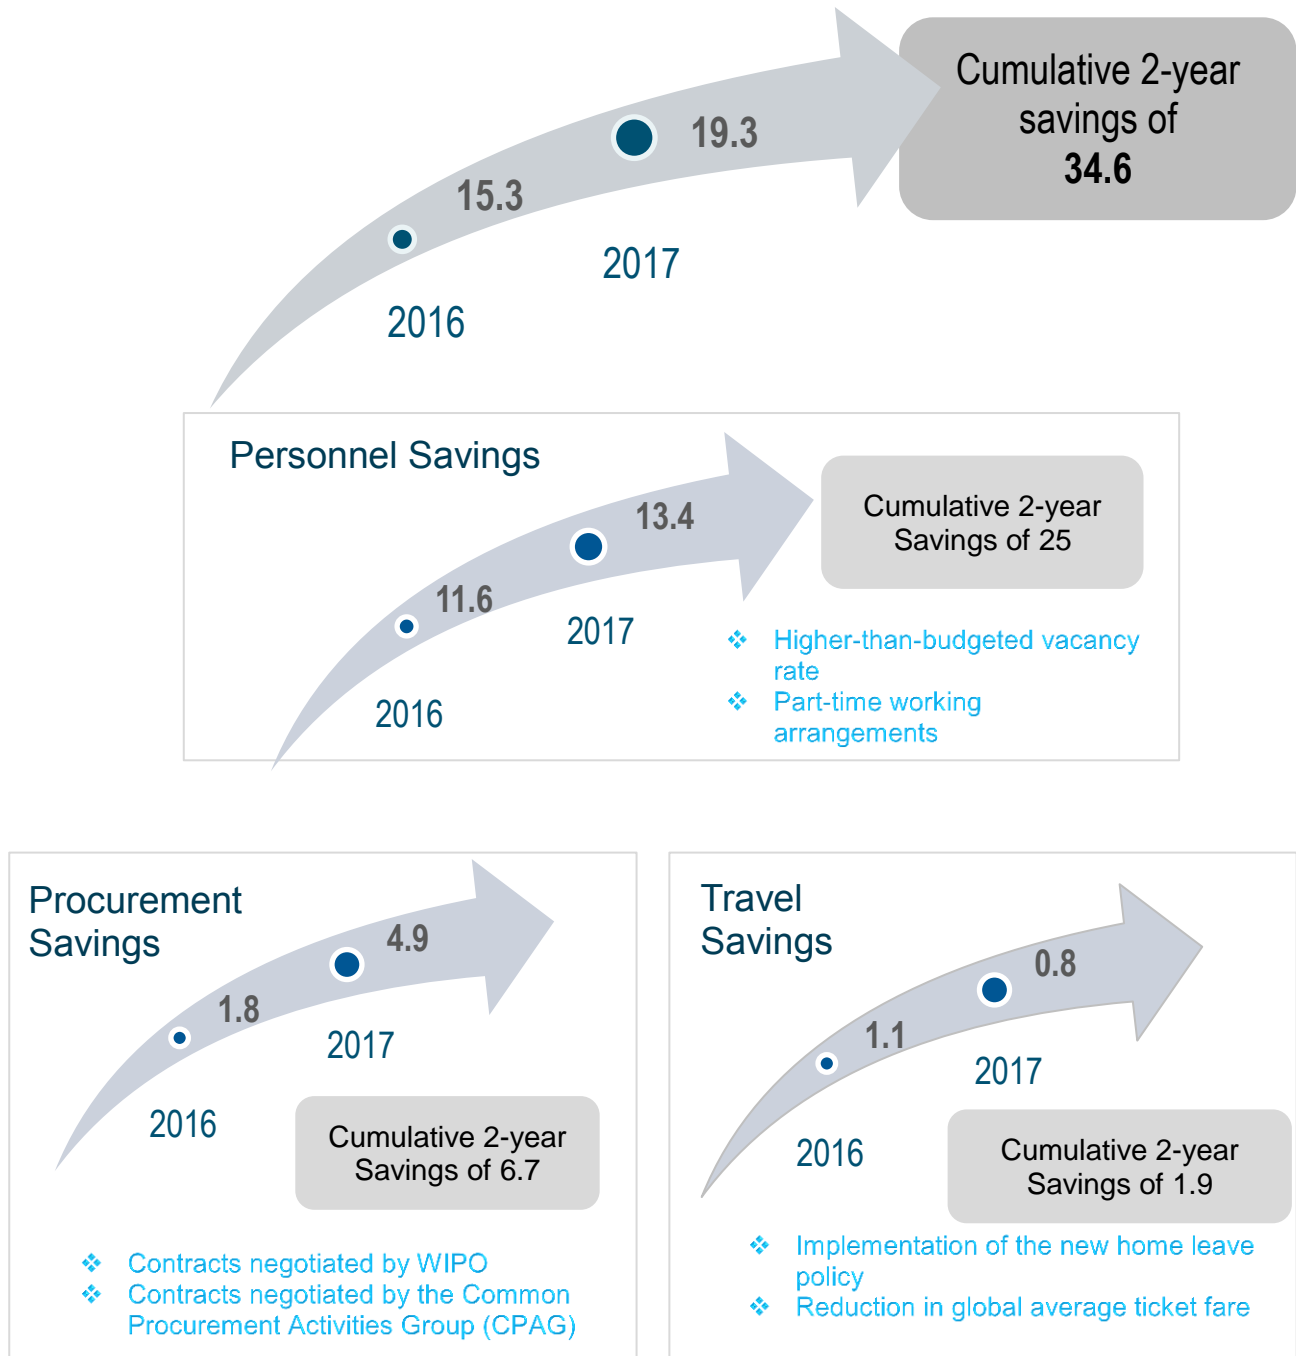 Cumulative 2-year
savings of
34.6
19.3
15.3
2017
2016
Personnel Savings
Cumulative 2-year
Savings of 25
13.4
11.6
2017
2016
❖ Higher-than-budgeted vacancy
rate
❖ Part-time working
arrangements
Procurement
Savings
4.9
1.8
2017
2016
Cumulative 2-year
Savings of 6.7
❖ Contracts negotiated by WIPO
❖ Contracts negotiated by the Common
Procurement Activities Group (CPAG)
Travel
Savings
0.8
1.1
2017
2016
Cumulative 2-year
Savings of 1.9
❖ Implementation of the new home leave
policy
❖ Reduction in global average ticket fare